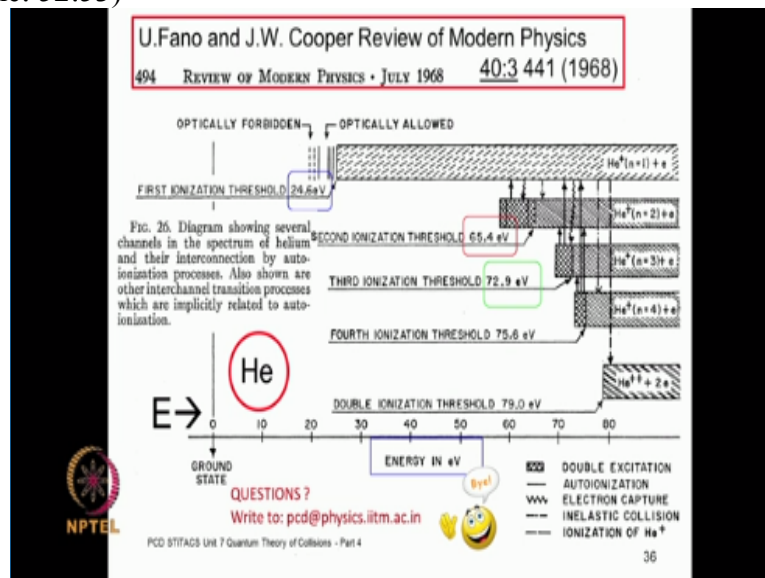 U.Fano and J.W. Cooper Review of Modern Physics
494 REVIEW OF MODERN PHYSICS • JULY 1968 40:3 441 (1968)
OPTICALLY FORBIDDEN OPTICALLY ALLOWED
He⁺(n=1)+e
FIRST IONIZATION THRESHOLD 24.6eV
FIG. 26. Diagram showing several
channels in the spectrum of helium
and their interconnection by auto-
ionization processes. Also shown are
other interchannel transition processes
which are implicitly related to auto-
ionization.
He⁺(n=2)+e
SECOND IONIZATION THRESHOLD 65.4 eV
He⁺(n=3)+e
THIRD IONIZATION THRESHOLD 72.9 eV
He⁺(n=4)+e
FOURTH IONIZATION THRESHOLD 75.6 eV
He
He⁺⁺+2e
DOUBLE IONIZATION THRESHOLD 79.0 eV
E→
0 10 20 30 40 50 60 70 80
GROUND
STATE
ENERGY IN eV
DOUBLE EXCITATION
AUTOIONIZATION
ELECTRON CAPTURE
INELASTIC COLLISION
IONIZATION OF He⁺
Bye!
QUESTIONS ?
Write to: pcd@physics.iitm.ac.in
NPTEL
PCD STiTACS Unit 7 Quantum Theory of Collisions - Part 4
36